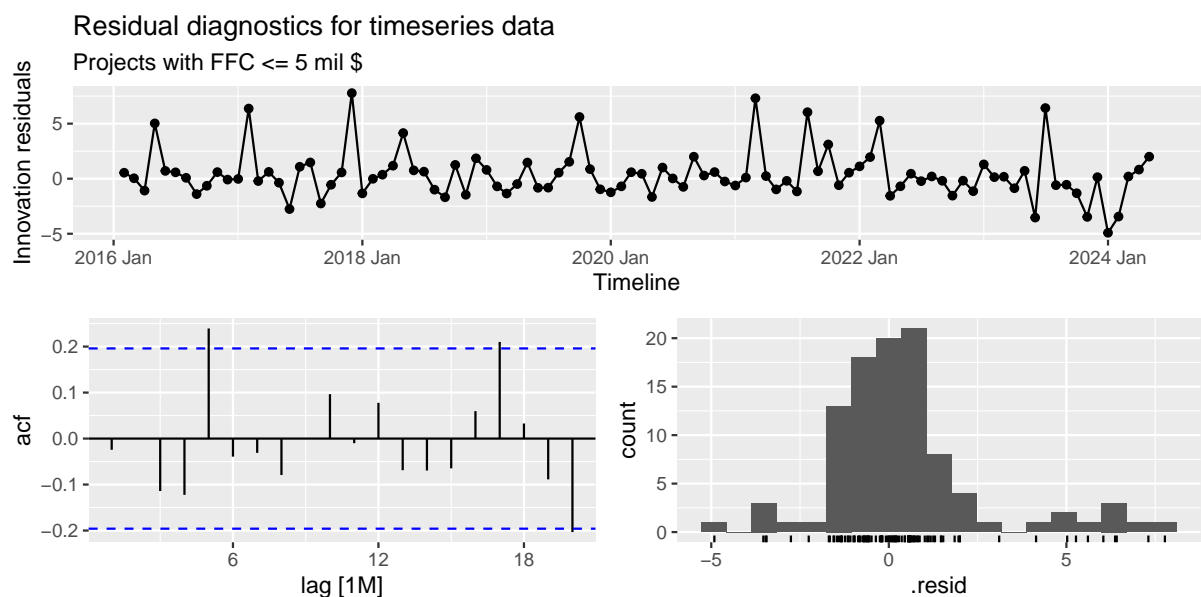 Residual diagnostics for timeseries data
Projects with FFC <= 5 mil $
Innovation residuals
5
0
−5
2016 Jan 2018 Jan 2020 Jan 2022 Jan 2024 Jan
Timeline
acf
0.2
0.1
0.0
−0.1
−0.2
6 12 18
lag [1M]
count
20
15
10
5
0
−5 0 5
.resid